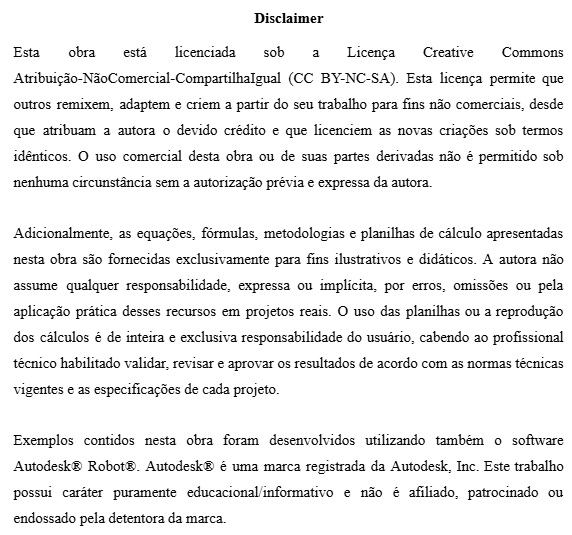 Disclaimer
Esta obra está licenciada sob a Licença Creative Commons
Atribuição-NãoComercial-CompartilhaIgual (CC BY-NC-SA). Esta licença permite que
outros remixem, adaptem e criem a partir do seu trabalho para fins não comerciais, desde
que atribuam a autora o devido crédito e que licenciem as novas criações sob termos
idênticos. O uso comercial desta obra ou de suas partes derivadas não é permitido sob
nenhuma circunstância sem a autorização prévia e expressa da autora.
Adicionalmente, as equações, fórmulas, metodologias e planilhas de cálculo apresentadas
nesta obra são fornecidas exclusivamente para fins ilustrativos e didáticos. A autora não
assume qualquer responsabilidade, expressa ou implícita, por erros, omissões ou pela
aplicação prática desses recursos em projetos reais. O uso das planilhas ou a reprodução
dos cálculos é de inteira e exclusiva responsabilidade do usuário, cabendo ao profissional
técnico habilitado validar, revisar e aprovar os resultados de acordo com as normas técnicas
vigentes e as especificações de cada projeto.
Exemplos contidos nesta obra foram desenvolvidos utilizando também o software
Autodesk® Robot®. Autodesk® é uma marca registrada da Autodesk, Inc. Este trabalho
possui caráter puramente educacional/informativo e não é afiliado, patrocinado ou
endossado pela detentora da marca.